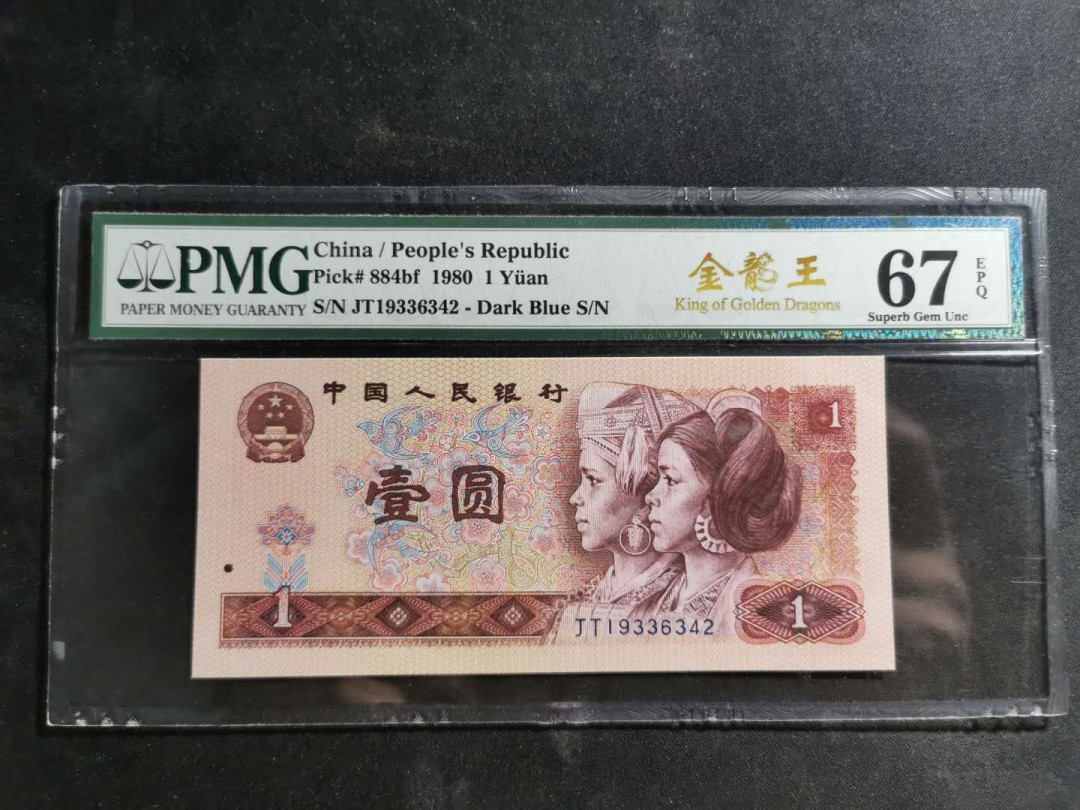 PMG
PAPER MONEY GUARANTY
China / People's Republic
Pick# 884bf 1980 1 Yüan
S/N JT19336342 - Dark Blue S/N
金龍王
King of Golden Dragons
67
EPQ
Superb Gem Unc
中国人民银行
1
壹圆
1
JT19336342
1